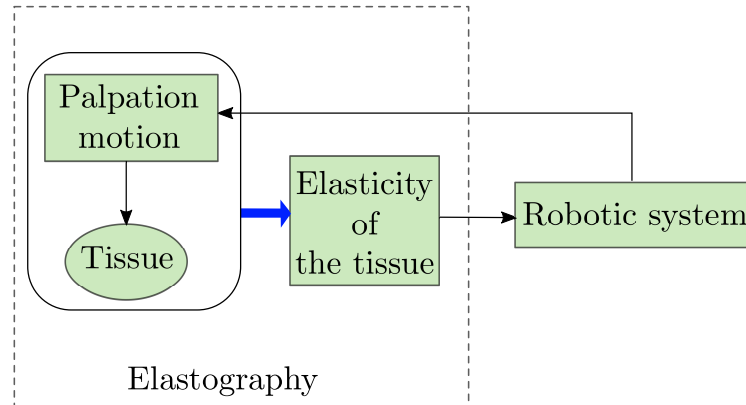 Palpation
motion
Tissue
Elasticity
of
the tissue
Robotic system
Elastography